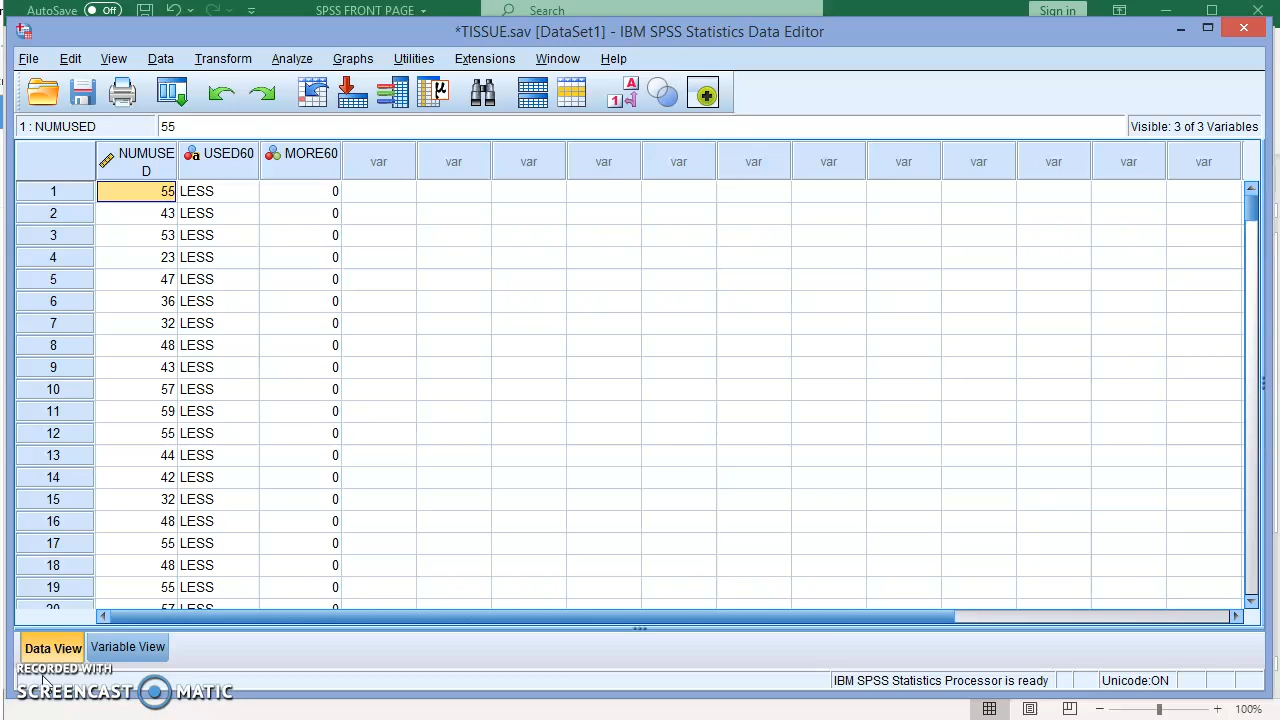 AutoSave Off SPSS FRONT PAGE Search Sign in
*TISSUE.sav [DataSet1] - IBM SPSS Statistics Data Editor
File Edit View Data Transform Analyze Graphs Utilities Extensions Window Help
1 : NUMUSED 55 Visible: 3 of 3 Variables
NUMUSE
D USED60 MORE60 var var var var var var var var var var var var
1 55 LESS 0
2 43 LESS 0
3 53 LESS 0
4 23 LESS 0
5 47 LESS 0
6 36 LESS 0
7 32 LESS 0
8 48 LESS 0
9 43 LESS 0
10 57 LESS 0
11 59 LESS 0
12 55 LESS 0
13 44 LESS 0
14 42 LESS 0
15 32 LESS 0
16 48 LESS 0
17 55 LESS 0
18 48 LESS 0
19 55 LESS 0
20 57 LESS 0
Data View Variable View
RECORDED WITH
SCREENCAST MATIC
IBM SPSS Statistics Processor is ready Unicode:ON
100%